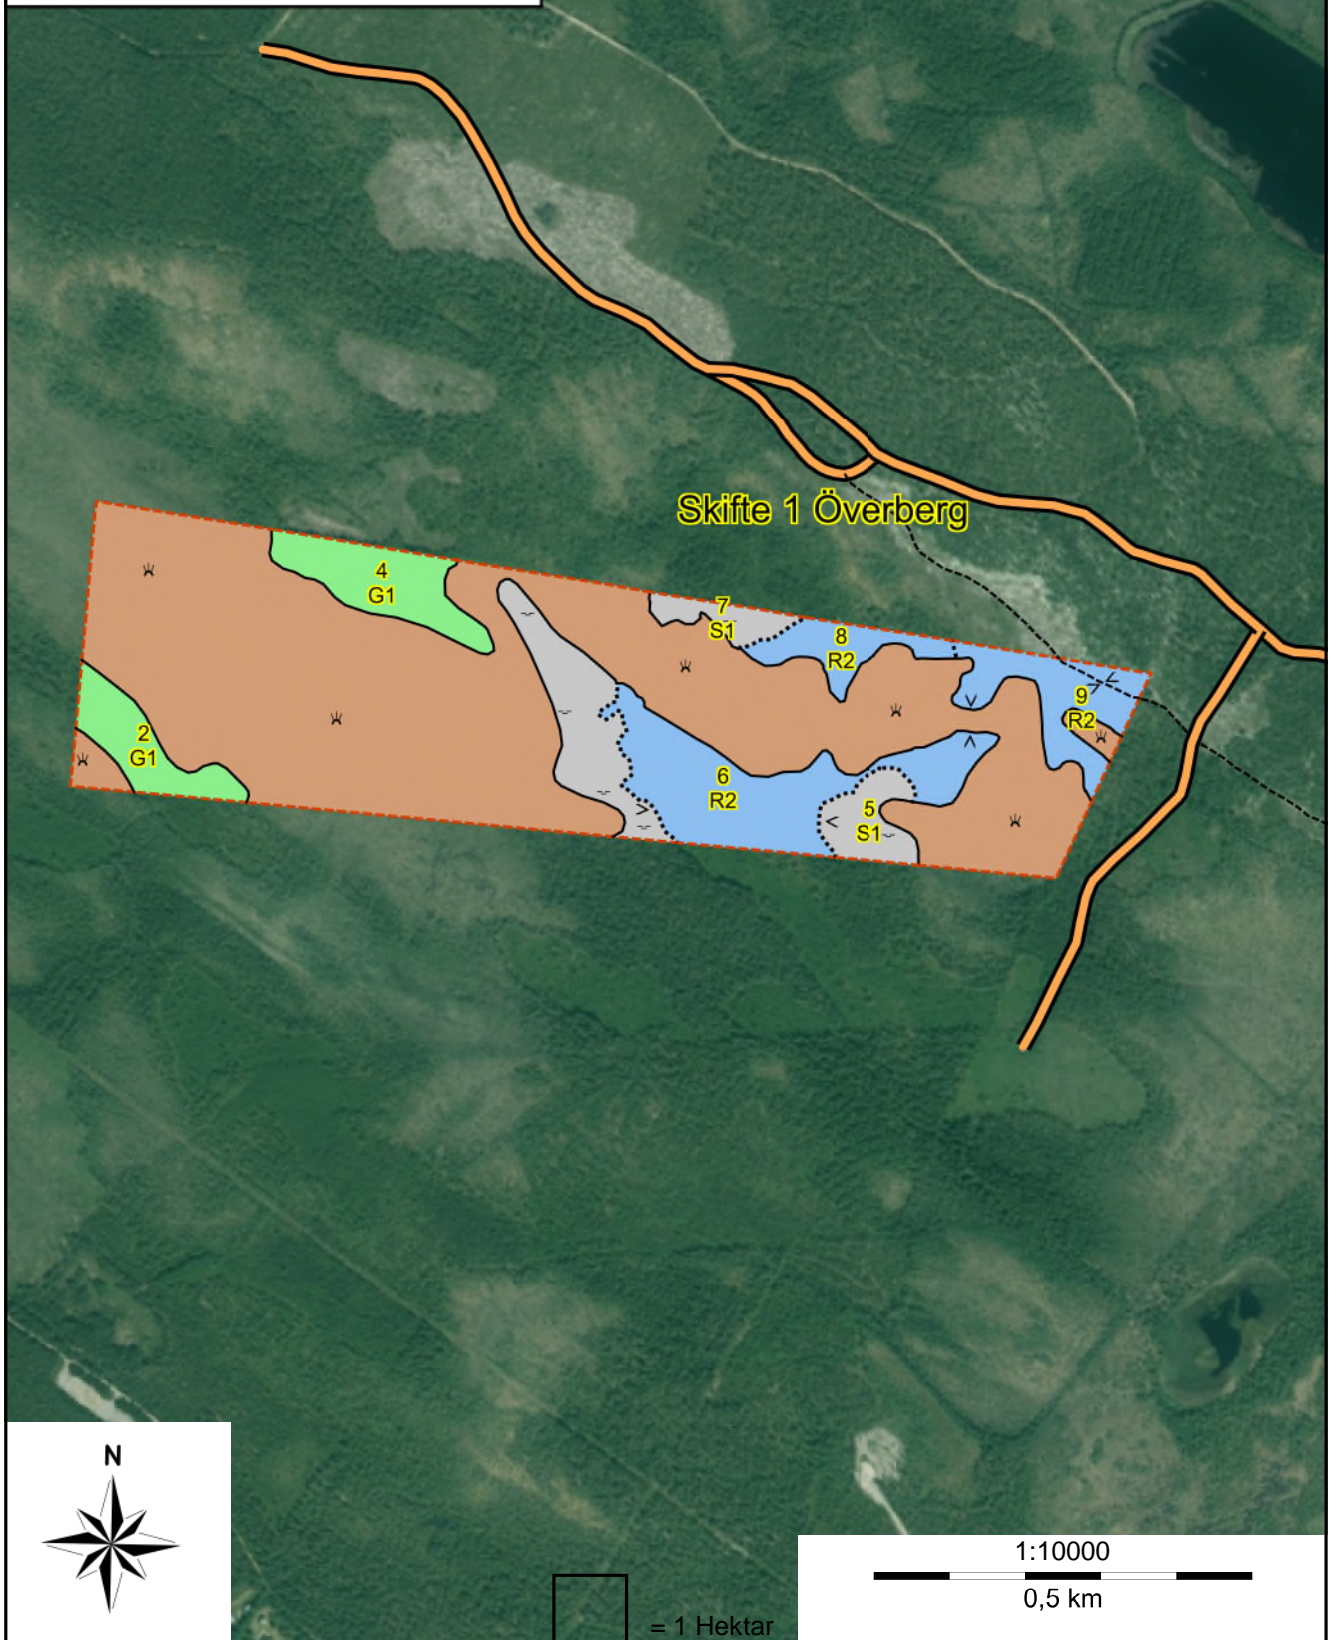 Skifte 1 Överberg
4
G1
7
S1
8
R2
9
R2
2
G1
6
R2
5
S1
N
1:10000
0,5 km
= 1 Hektar